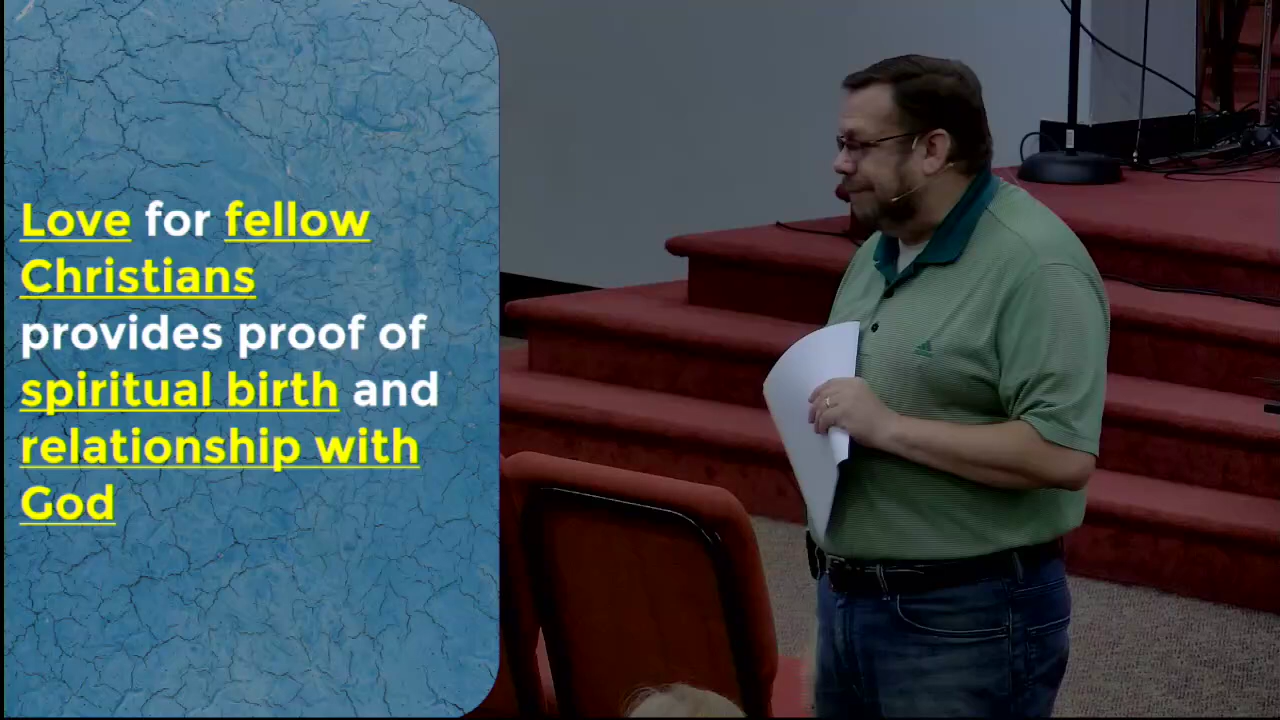 Love for fellow
Christians
provides proof of
spiritual birth and
relationship with
God